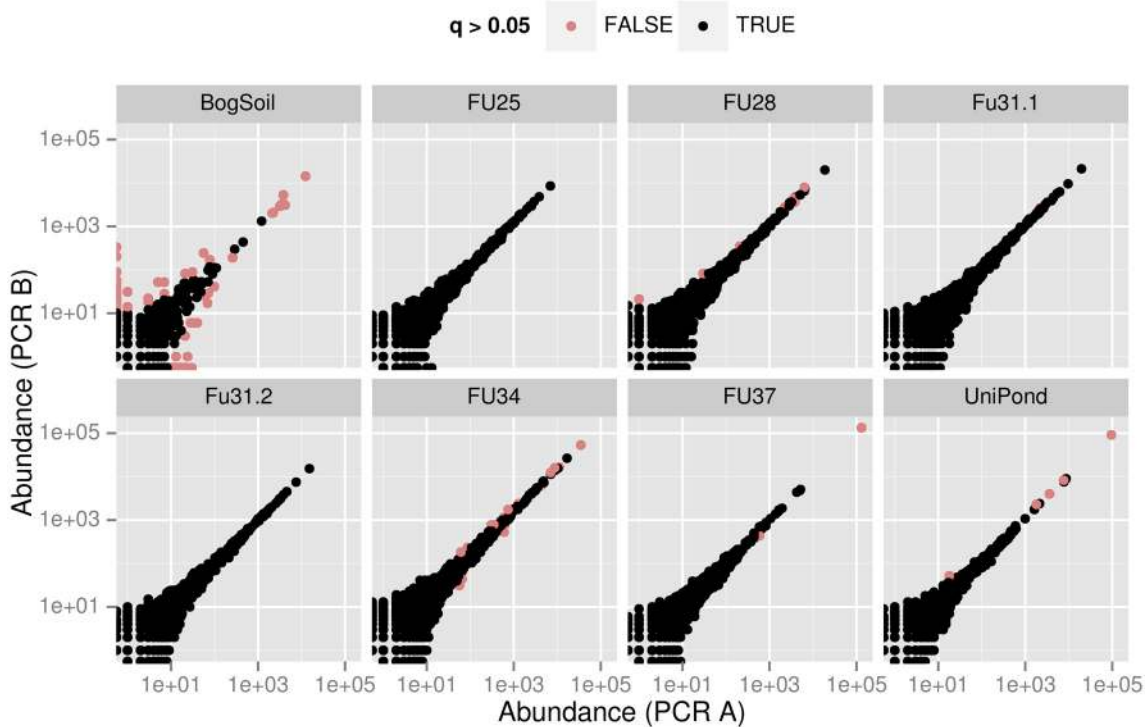 q > 0.05 FALSE TRUE
BogSoil FU25 FU28 Fu31.1
1e+05
1e+03
1e+01
Fu31.2 FU34 FU37 UniPond
1e+05
1e+03
1e+01
Abundance (PCR B)
1e+01 1e+03 1e+05 1e+01 1e+03 1e+05 1e+01 1e+03 1e+05 1e+01 1e+03 1e+05
Abundance (PCR A)